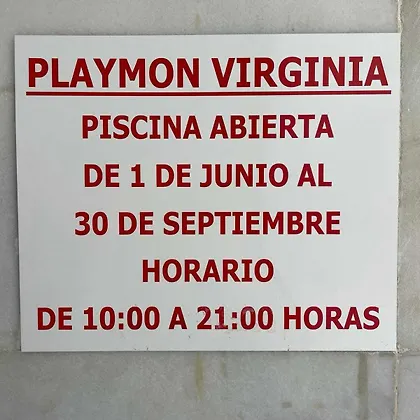 PLAYMON VIRGINIA
PISCINA ABIERTA
DE 1 DE JUNIO AL
30 DE SEPTIEMBRE
HORARIO
DE 10:00 A 21:00 HORAS